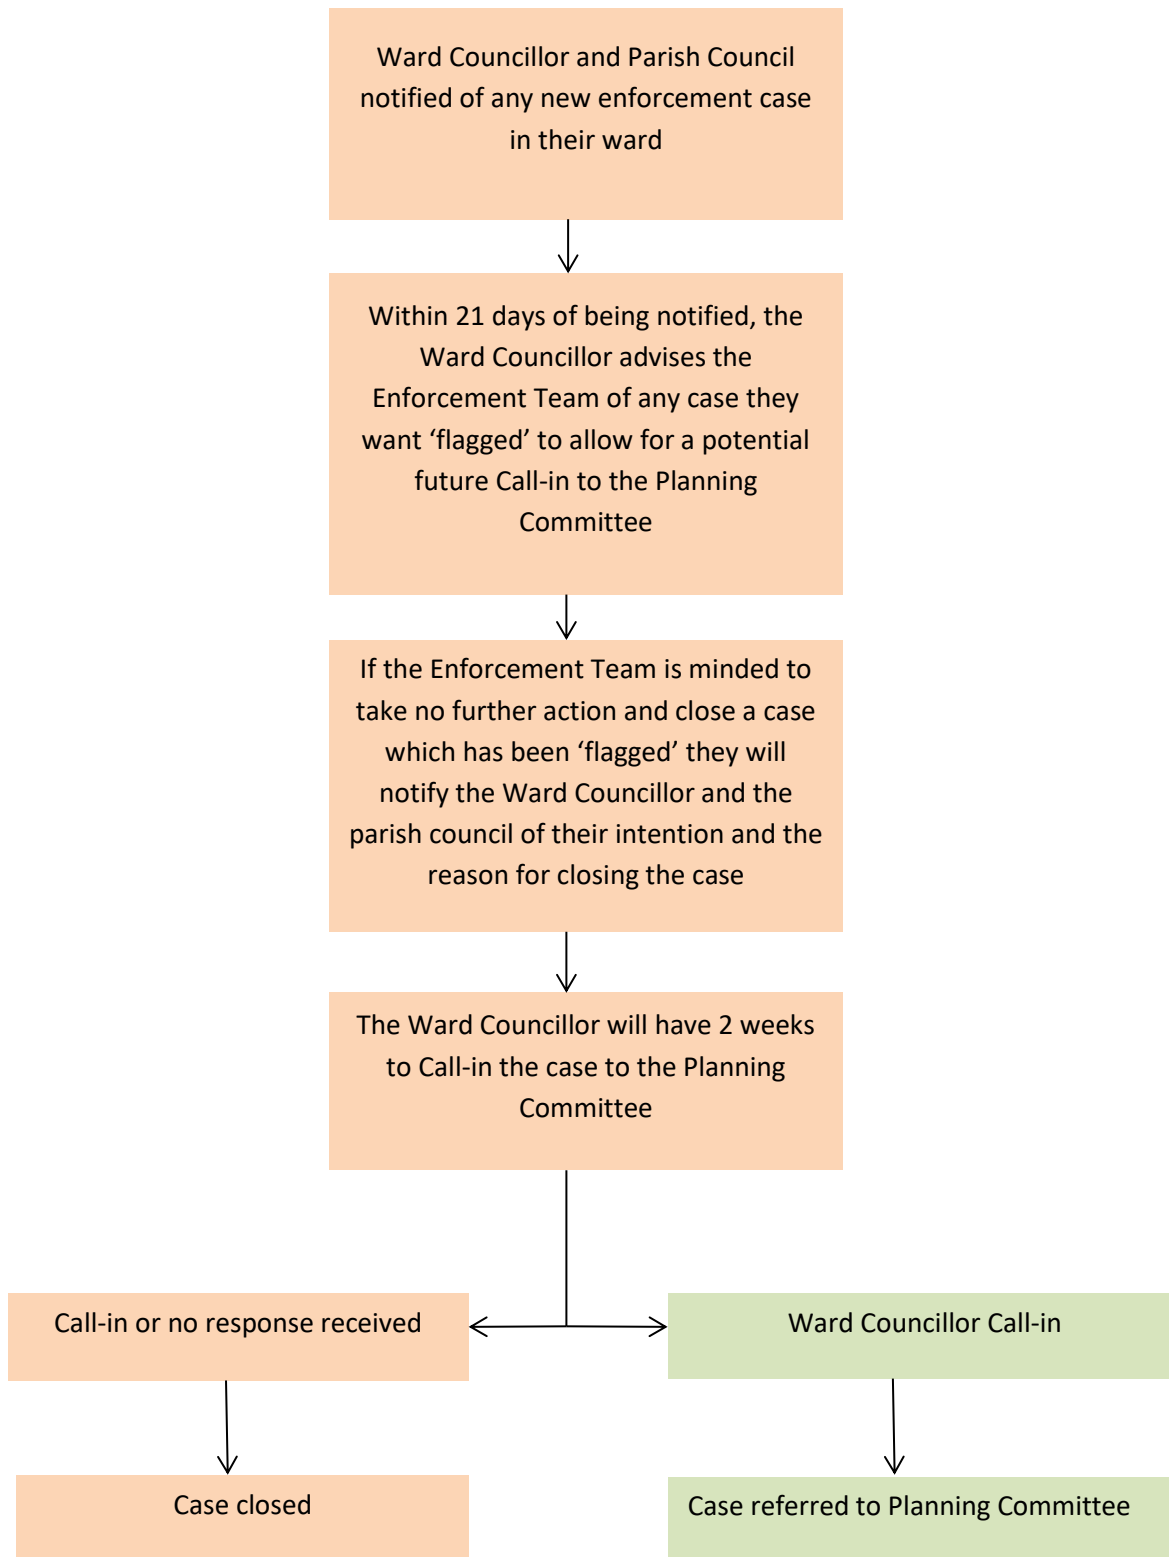 Ward Councillor and Parish Council
notified of any new enforcement case
in their ward
Within 21 days of being notified, the
Ward Councillor advises the
Enforcement Team of any case they
want ‘flagged’ to allow for a potential
future Call-in to the Planning
Committee
If the Enforcement Team is minded to
take no further action and close a case
which has been ‘flagged’ they will
notify the Ward Councillor and the
parish council of their intention and the
reason for closing the case
The Ward Councillor will have 2 weeks
to Call-in the case to the Planning
Committee
Call-in or no response received
Ward Councillor Call-in
Case closed
Case referred to Planning Committee